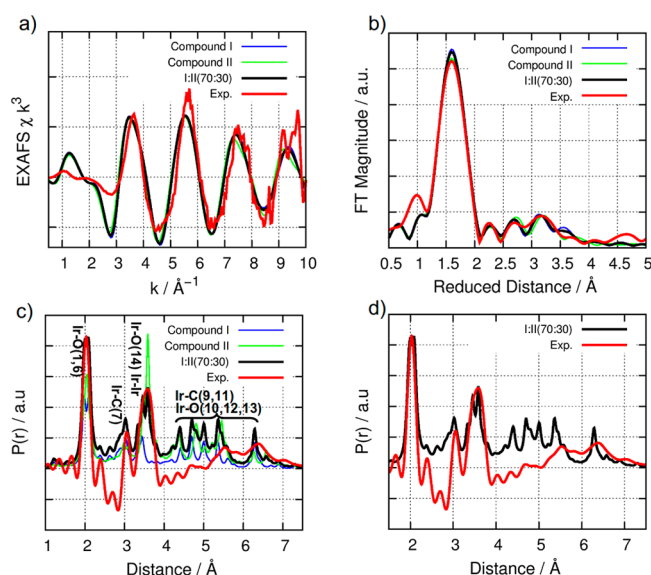 a)
Compound I
Compound II
I:II(70:30)
Exp.
EXAFS χ k³
1 2 3 4 5 6 7 8 9 10
k / Å⁻¹
b)
Compound I
Compound II
I:II(70:30)
Exp.
FT Magnitude / a.u.
0.5 1 1.5 2 2.5 3 3.5 4 4.5 5
Reduced Distance / Å
c)
Compound I
Compound II
I:II(70:30)
Exp.
Ir-O(1,6)
Ir-C(7)
Ir-O(14) Ir-Ir
Ir-C(9,11)
Ir-O(10,12,13)
P(r) / a.u
1 2 3 4 5 6 7
Distance / Å
d)
I:II(70:30)
Exp.
P(r) / a.u
2 3 4 5 6 7
Distance / Å